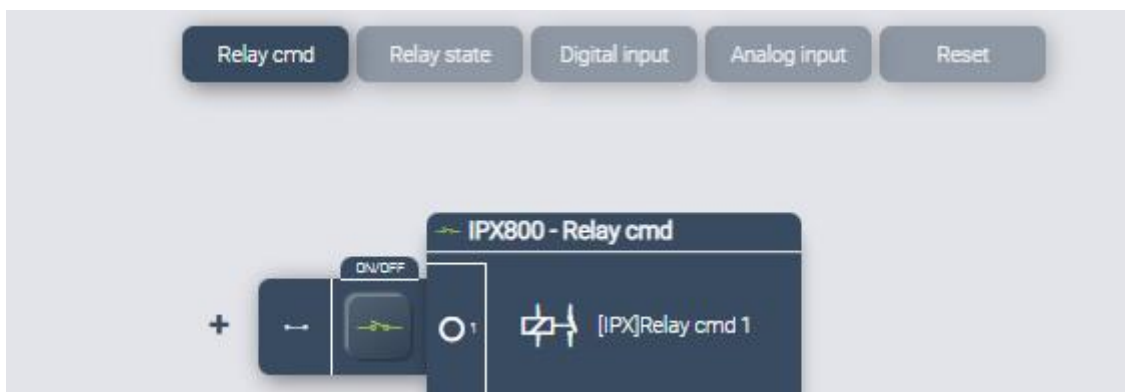 Relay cmd Relay state Digital input Analog input Reset
IPX800 - Relay cmd
ON/OFF
1 [IPX]Relay cmd 1